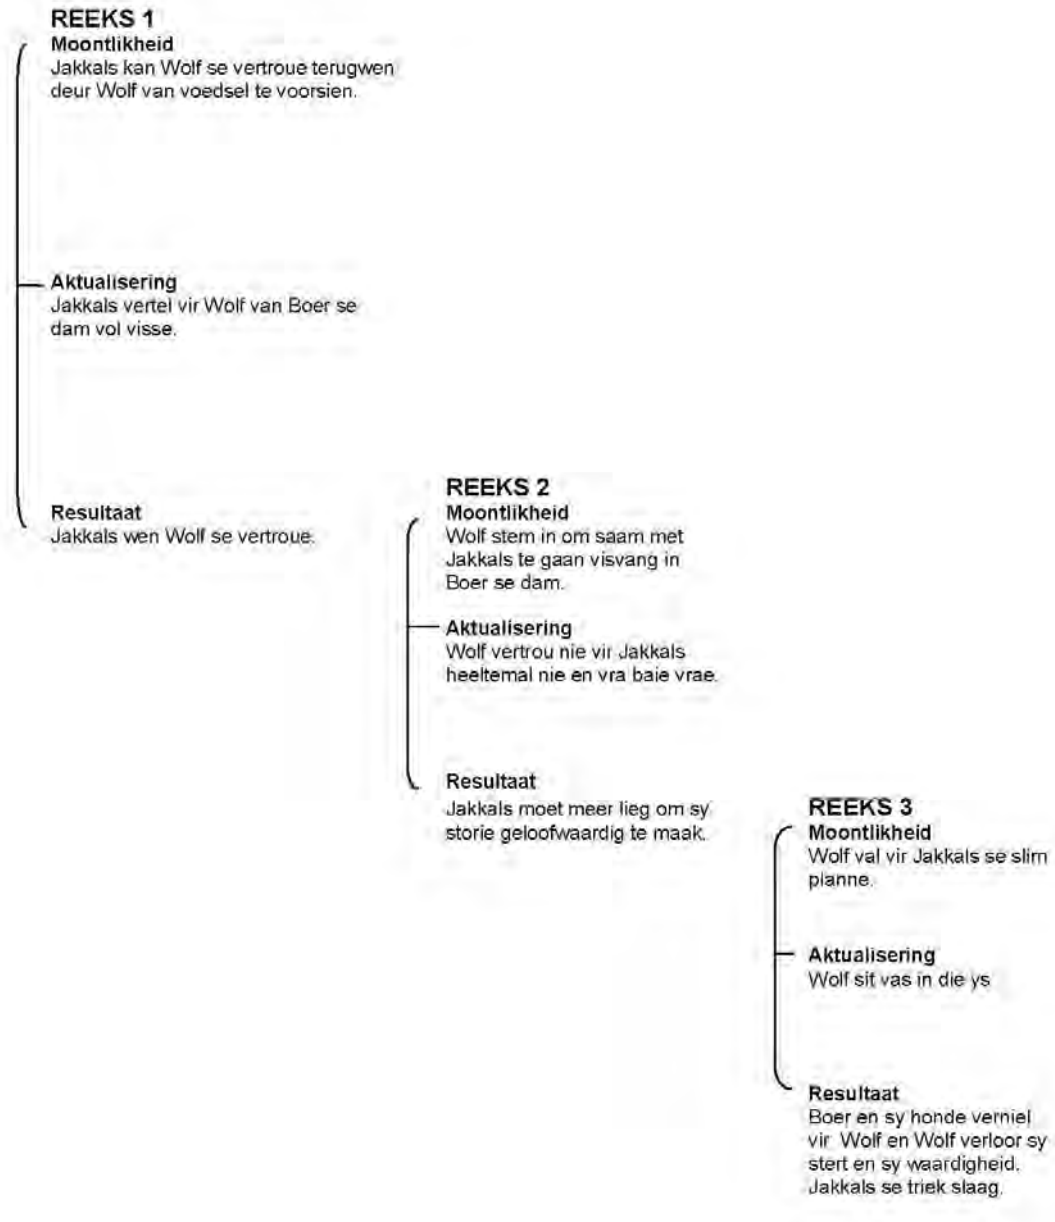 REEKS 1
Moontlikheid
Jakkals kan Wolf se vertroue terugwen
deur Wolf van voedsel te voorsien.
Aktualisering
Jakkals vertel vir Wolf van Boer se
dam vol visse.
Resultaat
Jakkals wen Wolf se vertroue.
REEKS 2
Moontlikheid
Wolf stem in om saam met
Jakkals te gaan visvang in
Boer se dam.
Aktualisering
Wolf vertrou nie vir Jakkals
heeltemal nie en vra baie vrae.
Resultaat
Jakkals moet meer lieg om sy
storie geloofwaardig te maak.
REEKS 3
Moontlikheid
Wolf val vir Jakkals se slim
planne.
Aktualisering
Wolf sit vas in die ys
Resultaat
Boer en sy honde verniel
vir Wolf en Wolf verloor sy
stert en sy waardigheid.
Jakkals se triek slaag.